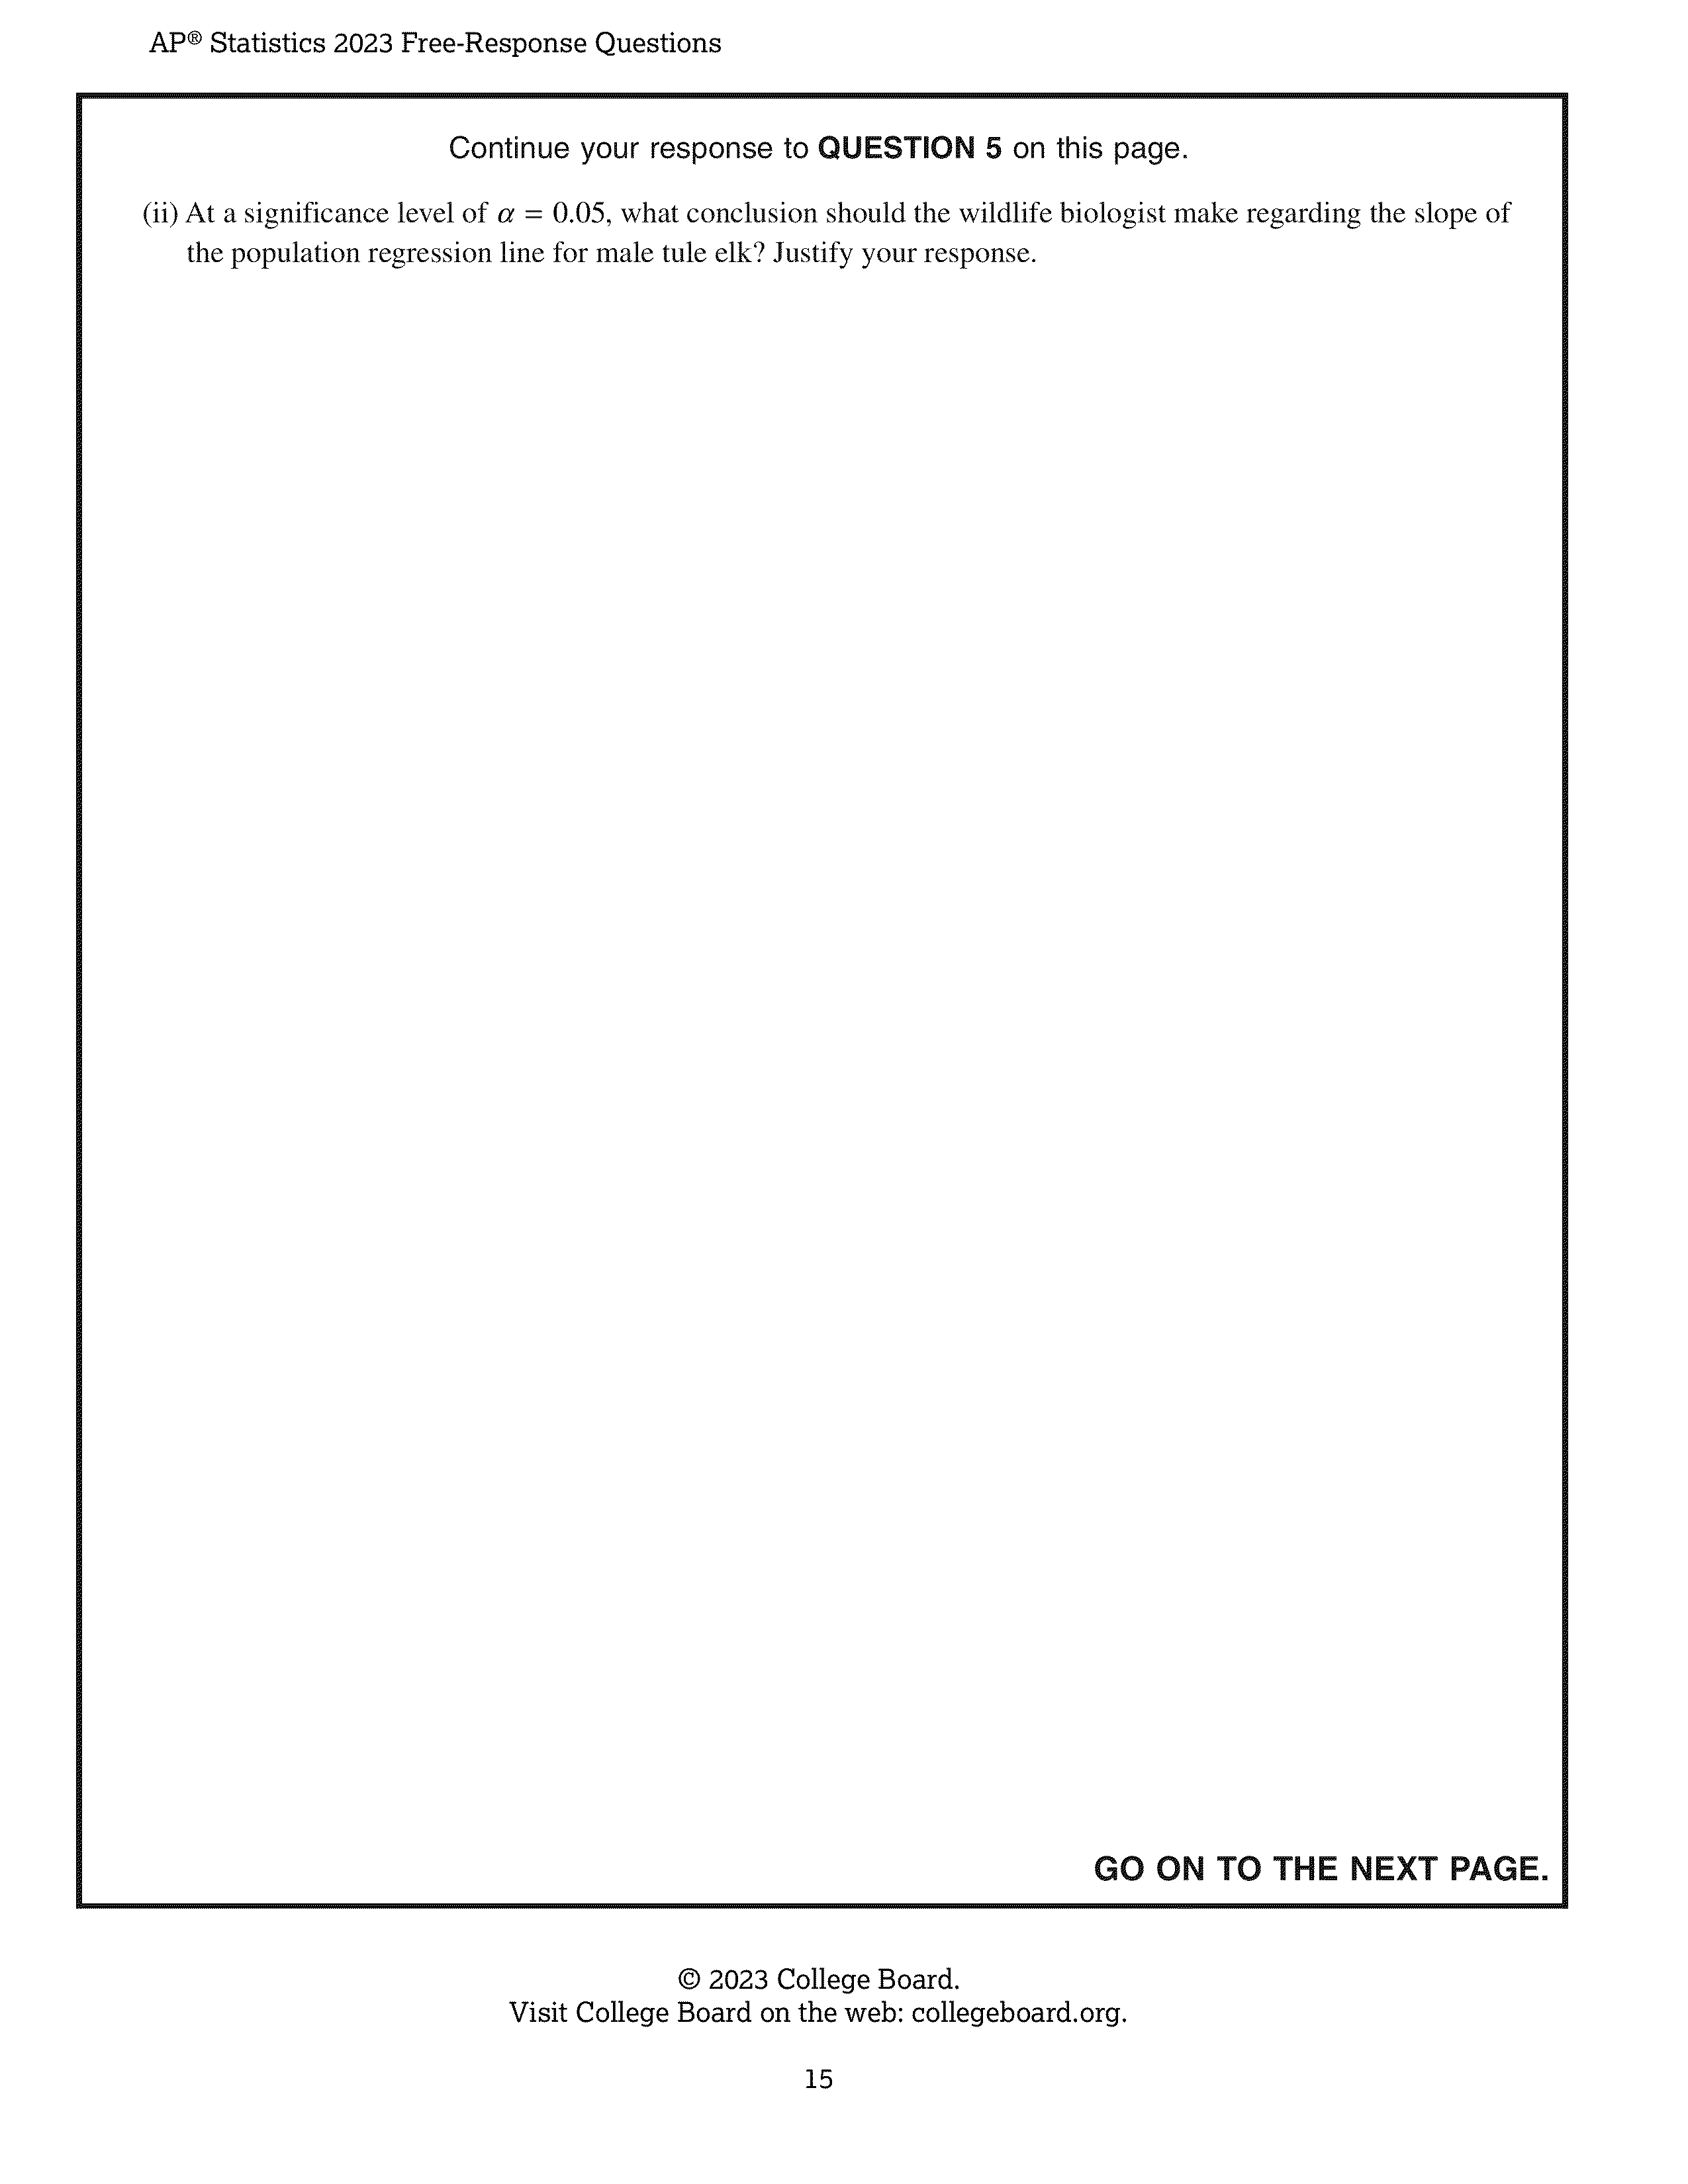 AP® Statistics 2023 Free-Response Questions
Continue your response to QUESTION 5 on this page.
(ii) At a significance level of α = 0.05, what conclusion should the wildlife biologist make regarding the slope of
the population regression line for male tule elk? Justify your response.
GO ON TO THE NEXT PAGE.
© 2023 College Board.
Visit College Board on the web: collegeboard.org.
15